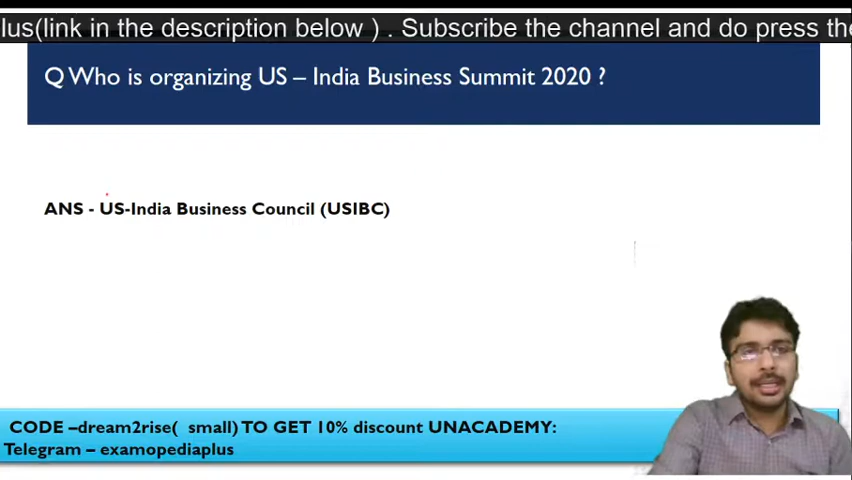 lus(link in the description below ) . Subscribe the channel and do press the
Q Who is organizing US – India Business Summit 2020 ?
ANS - US-India Business Council (USIBC)
CODE –dream2rise( small) TO GET 10% discount UNACADEMY:
Telegram – examopediaplus